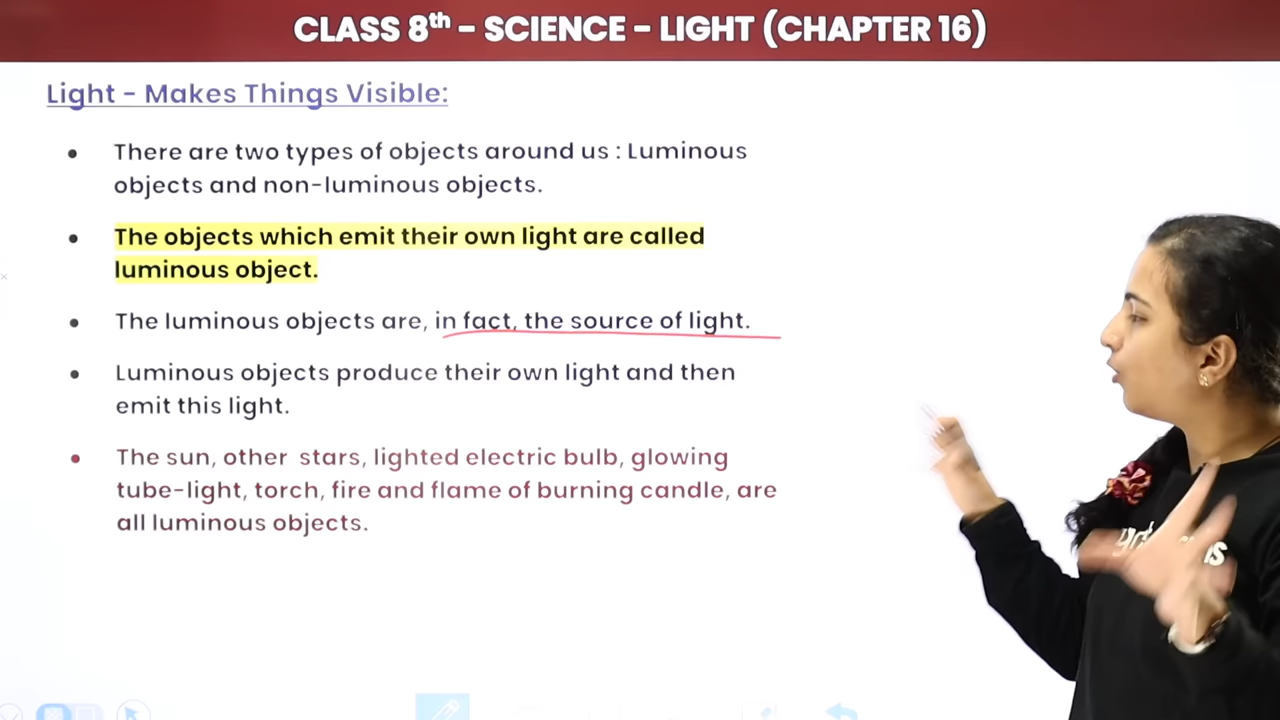 CLASS 8th - SCIENCE - LIGHT (CHAPTER 16)
Light - Makes Things Visible:
• There are two types of objects around us : Luminous
objects and non-luminous objects.
• The objects which emit their own light are called
luminous object.
• The luminous objects are, in fact, the source of light.
• Luminous objects produce their own light and then
emit this light.
• The sun, other stars, lighted electric bulb, glowing
tube-light, torch, fire and flame of burning candle, are
all luminous objects.